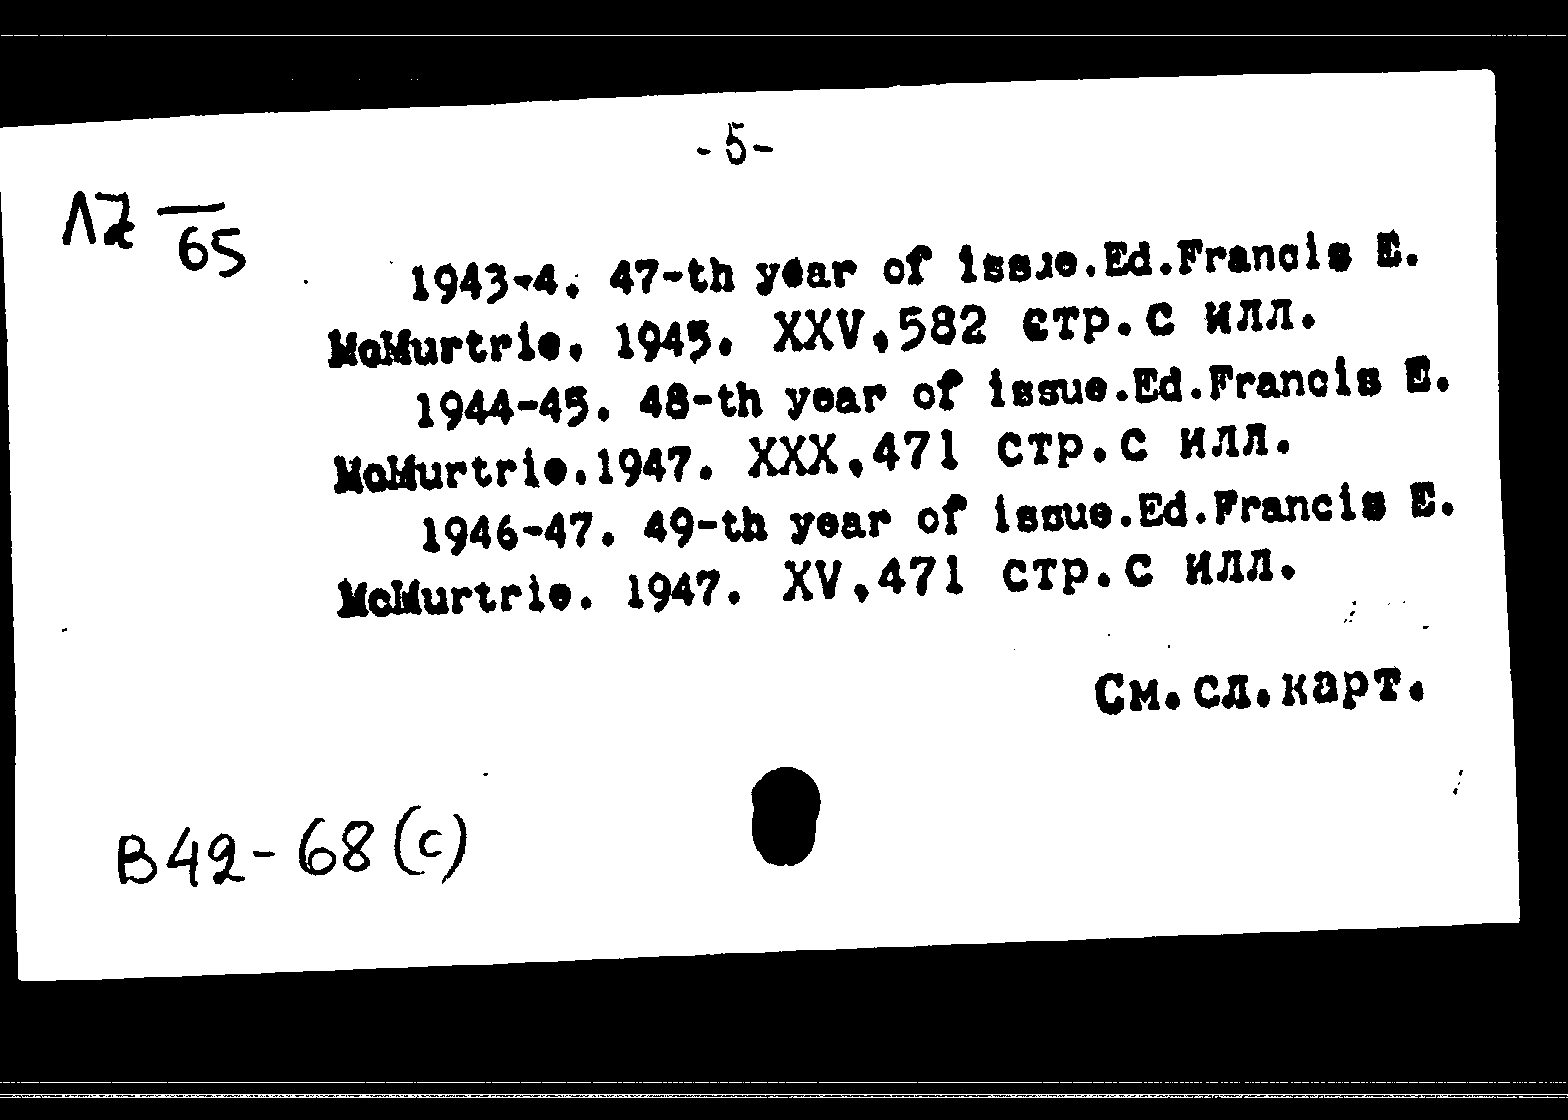 -5-
ΛZ —
65
1943-4. 47-th year of issue.Ed.Francis E.
McMurtrie. 1945. XXV,582 стр.с илл.
1944-45. 48-th year of issue.Ed.Francis E.
McMurtrie.1947. XXX,471 стр.с илл.
1946-47. 49-th year of issue.Ed.Francis E.
McMurtrie. 1947. XV,471 стр.с илл.
См.сл.карт.
B49-68(c)